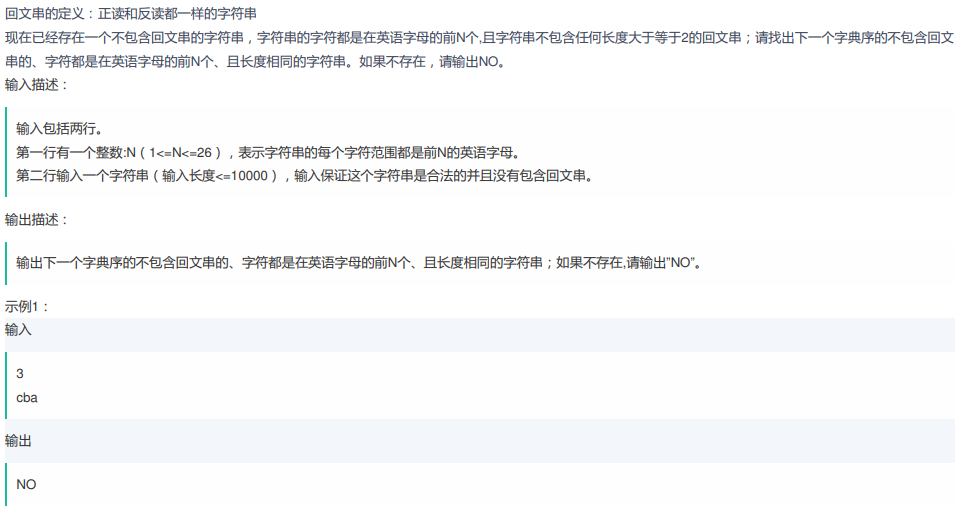 回文串的定义：正读和反读都一样的字符串
现在已经存在一个不包含回文串的字符串，字符串的字符都是在英语字母的前N个,且字符串不包含任何长度大于等于2的回文串；请找出下一个字典序的不包含回文
串的、字符都是在英语字母的前N个、且长度相同的字符串。如果不存在，请输出NO。
输入描述：
输入包括两行。
第一行有一个整数:N（1<=N<=26），表示字符串的每个字符范围都是前N的英语字母。
第二行输入一个字符串（输入长度<=10000），输入保证这个字符串是合法的并且没有包含回文串。
输出描述：
输出下一个字典序的不包含回文串的、字符都是在英语字母的前N个、且长度相同的字符串；如果不存在,请输出"NO"。
示例1：
输入
3
cba
输出
NO